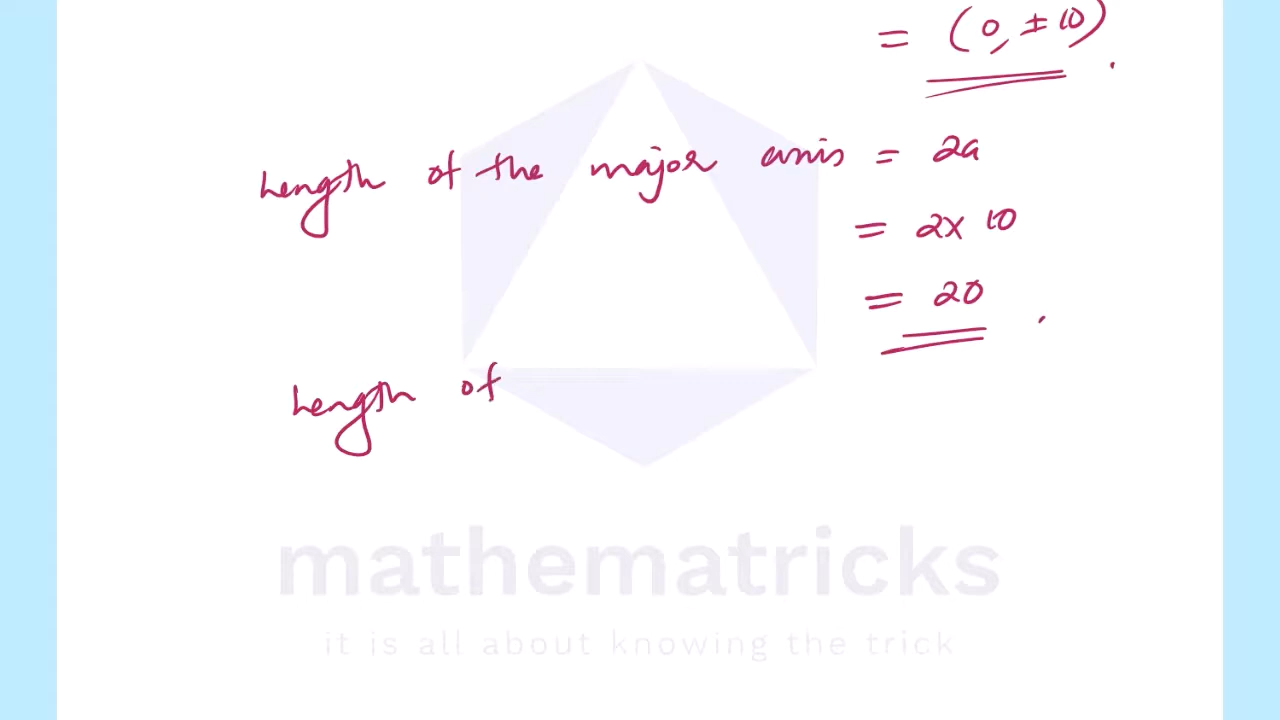 = (0, ± 10)
Length of the major axis = 2a
= 2x 10
= 20
Length of
mathematricks
it is all about knowing the trick